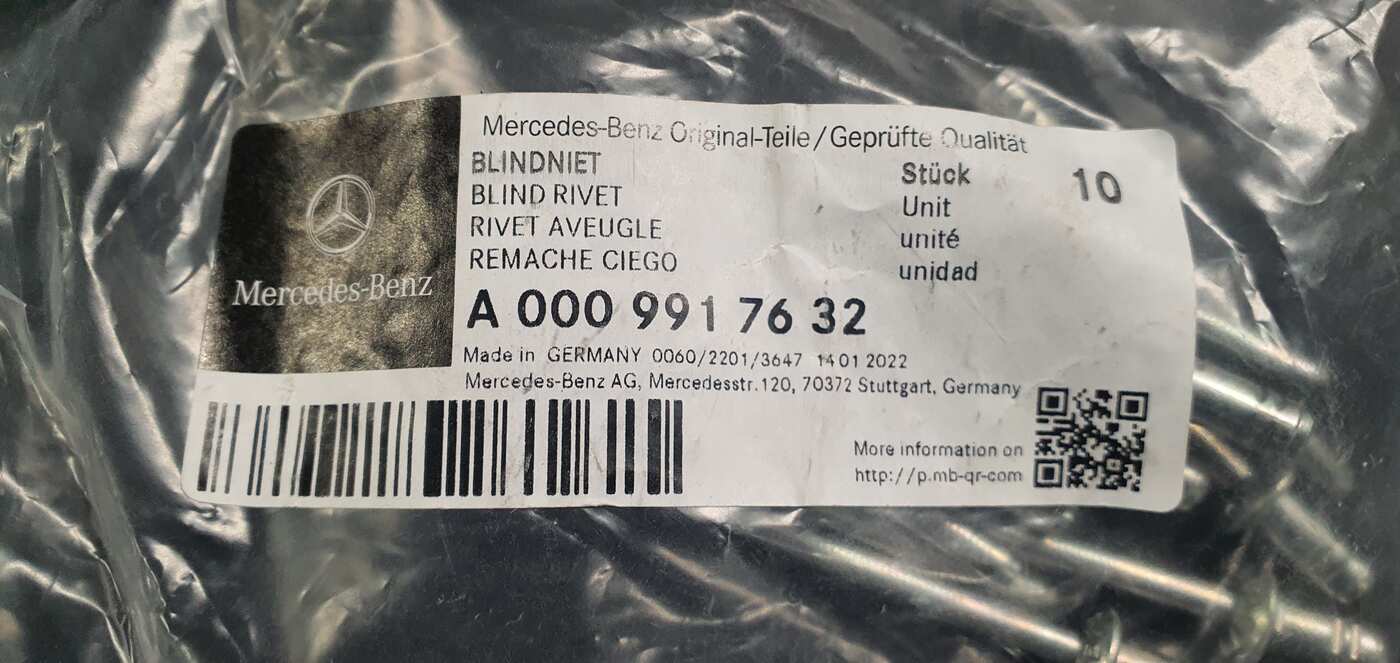 Mercedes-Benz Original-Teile/Geprüfte Qualität
BLINDNIET
BLIND RIVET
RIVET AVEUGLE
REMACHE CIEGO
Stück
Unit
unité
unidad
10
Mercedes-Benz
A 000 991 76 32
Made in GERMANY 0060/2201/3647 14 01 2022
Mercedes-Benz AG, Mercedesstr.120, 70372 Stuttgart, Germany
More information on
http://p.mb-qr-com